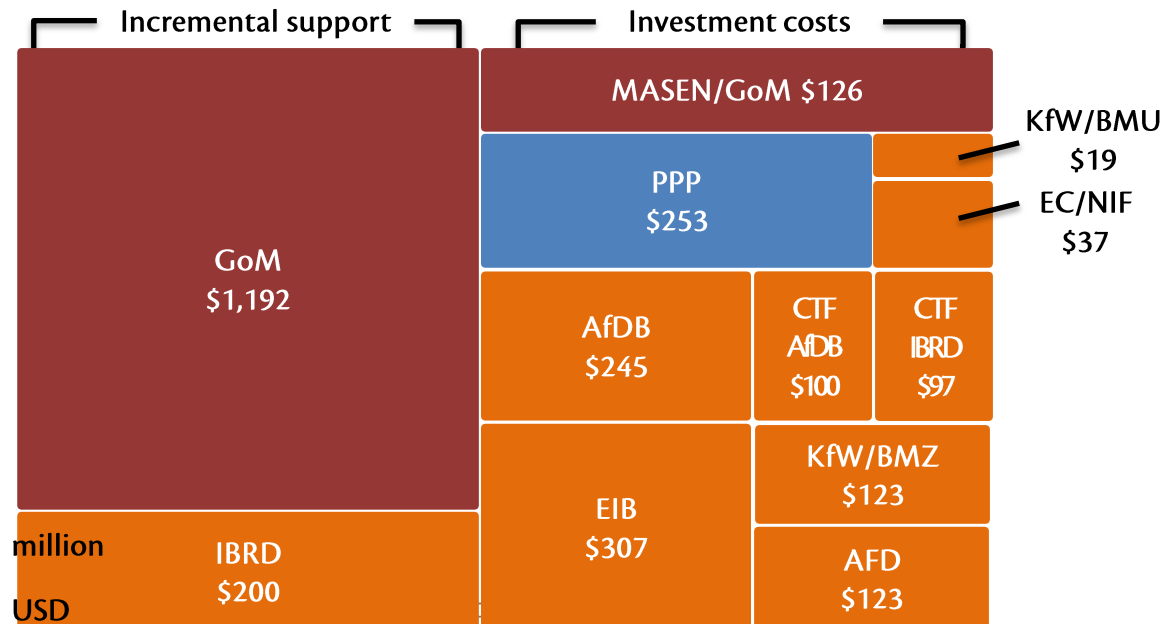 Incremental support
Investment costs
MASEN/GoM $126
KfW/BMU
$19
PPP
$253
EC/NIF
$37
GoM
$1,192
AfDB
$245
CTF
AfDB
$100
CTF
IBRD
$97
KfW/BMZ
$123
EIB
$307
million
USD
IBRD
$200
AFD
$123